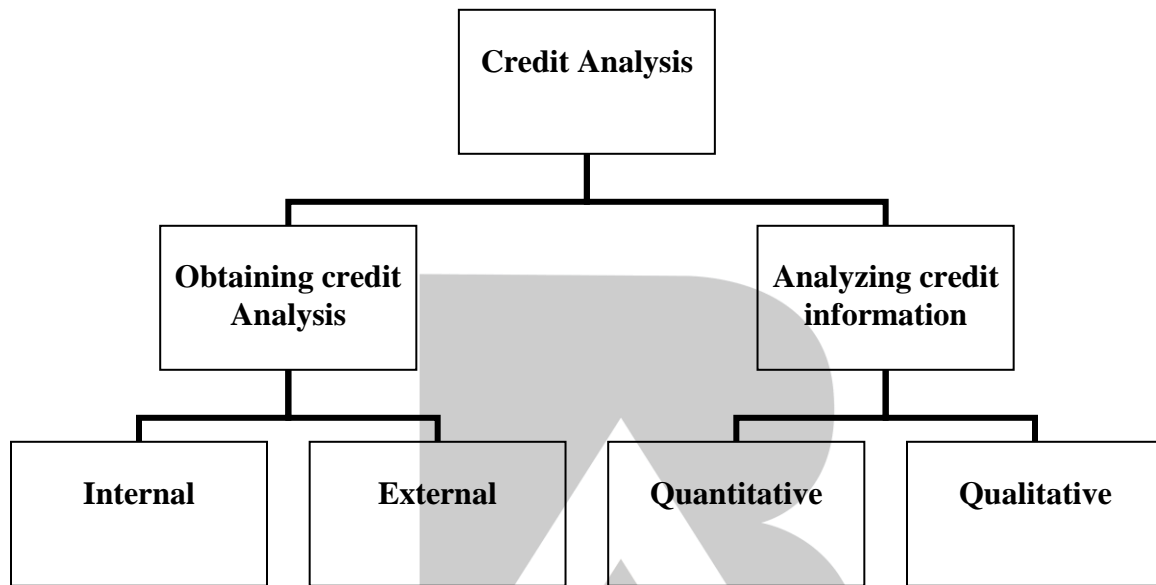 Credit Analysis
Obtaining credit
Analysis
Analyzing credit
information
Internal
External
Quantitative
Qualitative